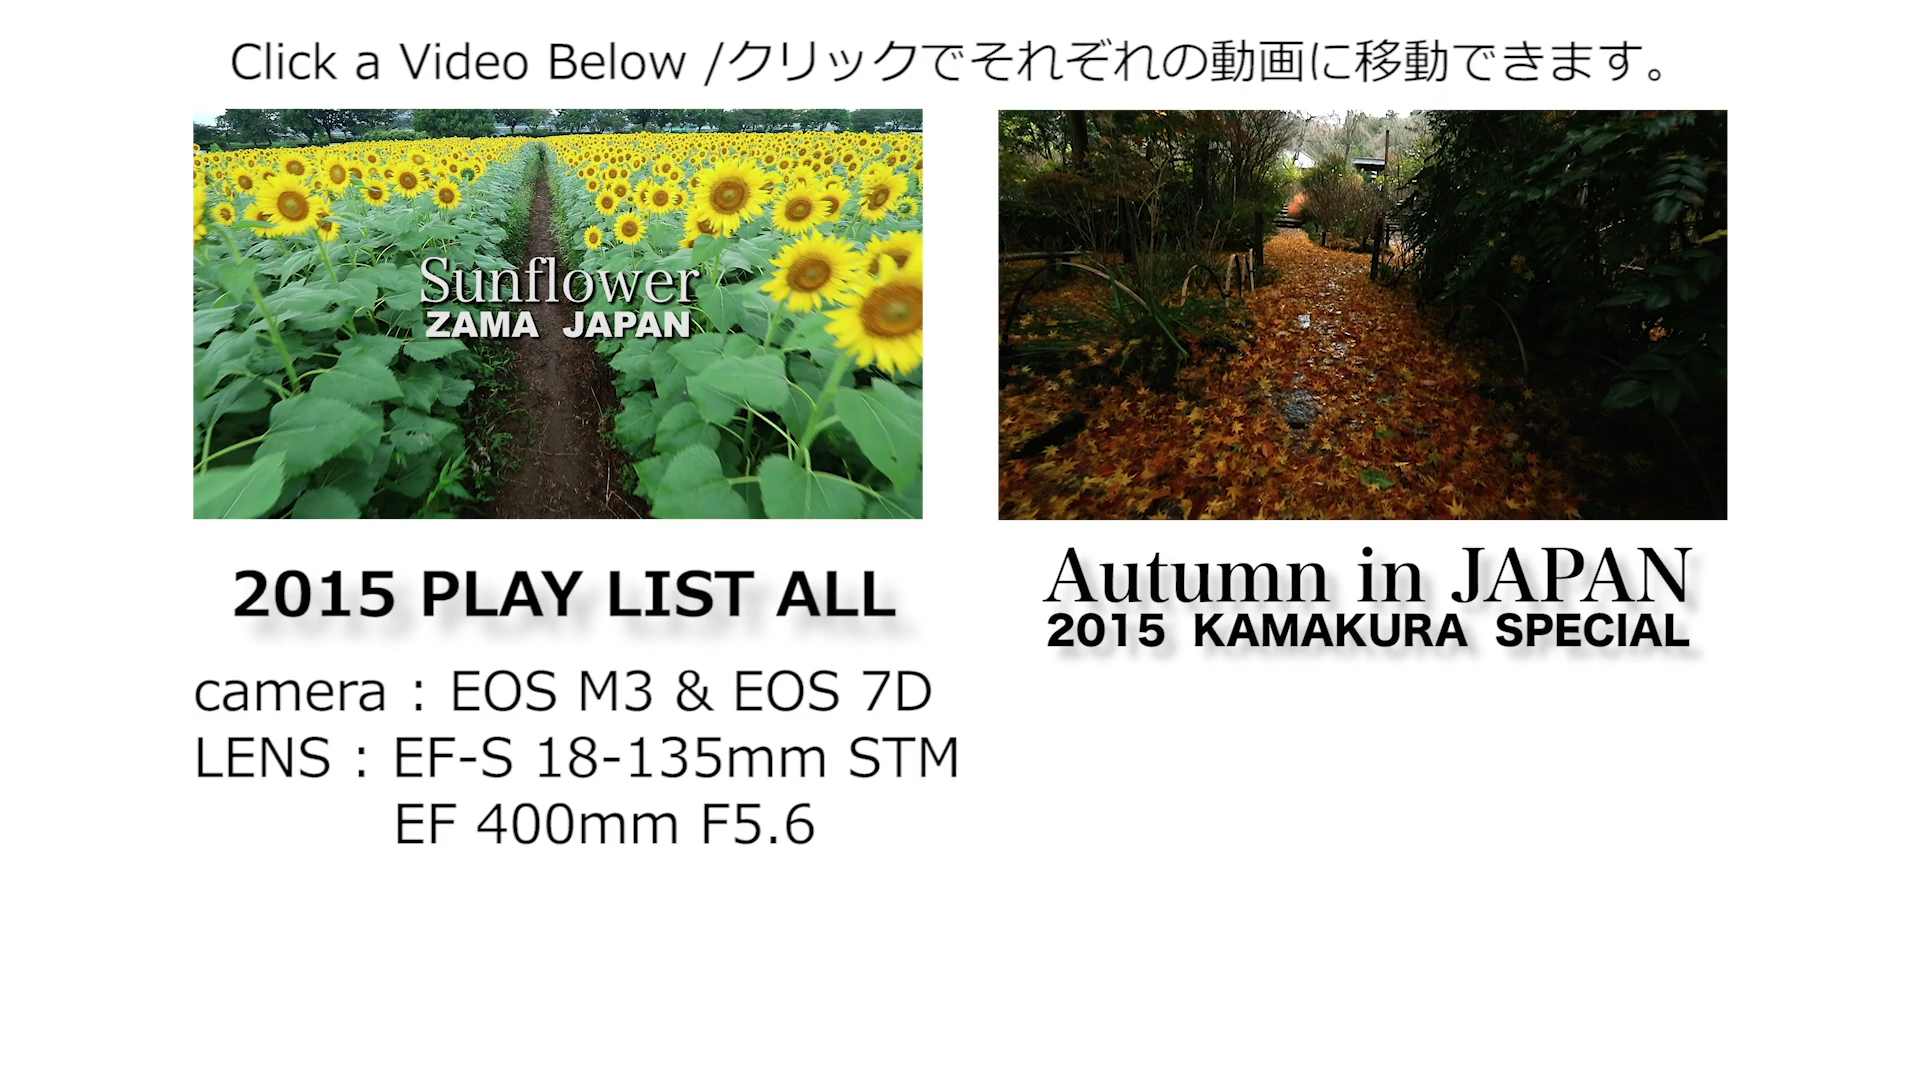 Click a Video Below /クリックでそれぞれの動画に移動できます。
Sunflower
ZAMA JAPAN
2015 PLAY LIST ALL
camera : EOS M3 & EOS 7D
LENS : EF-S 18-135mm STM
EF 400mm F5.6
Autumn in JAPAN
2015 KAMAKURA SPECIAL